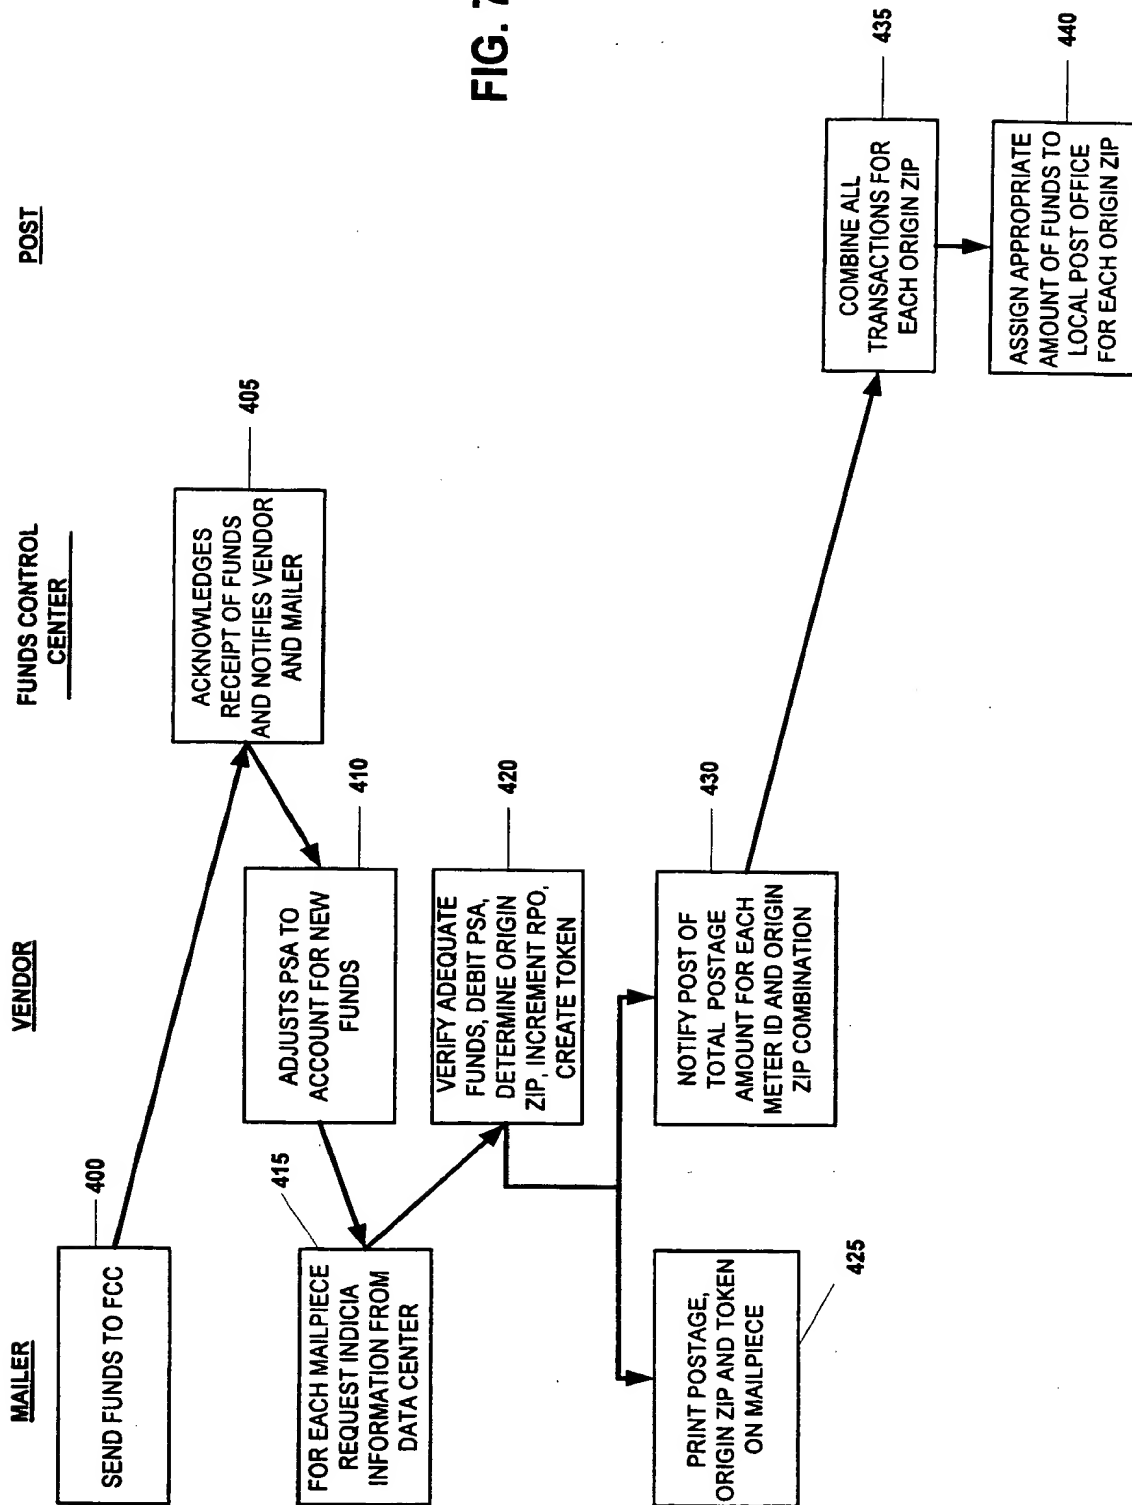 MAILER
VENDOR
FUNDS CONTROL
CENTER
POST
SEND FUNDS TO FCC
400
ACKNOWLEDGES
RECEIPT OF FUNDS
AND NOTIFIES VENDOR
AND MAILER
405
ADJUSTS PSA TO
ACCOUNT FOR NEW
FUNDS
410
FOR EACH MAILPIECE
REQUEST INDICIA
INFORMATION FROM
DATA CENTER
415
VERIFY ADEQUATE
FUNDS, DEBIT PSA,
DETERMINE ORIGIN
ZIP, INCREMENT RPO,
CREATE TOKEN
420
PRINT POSTAGE,
ORIGIN ZIP AND TOKEN
ON MAILPIECE
425
NOTIFY POST OF
TOTAL POSTAGE
AMOUNT FOR EACH
METER ID AND ORIGIN
ZIP COMBINATION
430
COMBINE ALL
TRANSACTIONS FOR
EACH ORIGIN ZIP
435
ASSIGN APPROPRIATE
AMOUNT OF FUNDS TO
LOCAL POST OFFICE
FOR EACH ORIGIN ZIP
440
FIG. 7